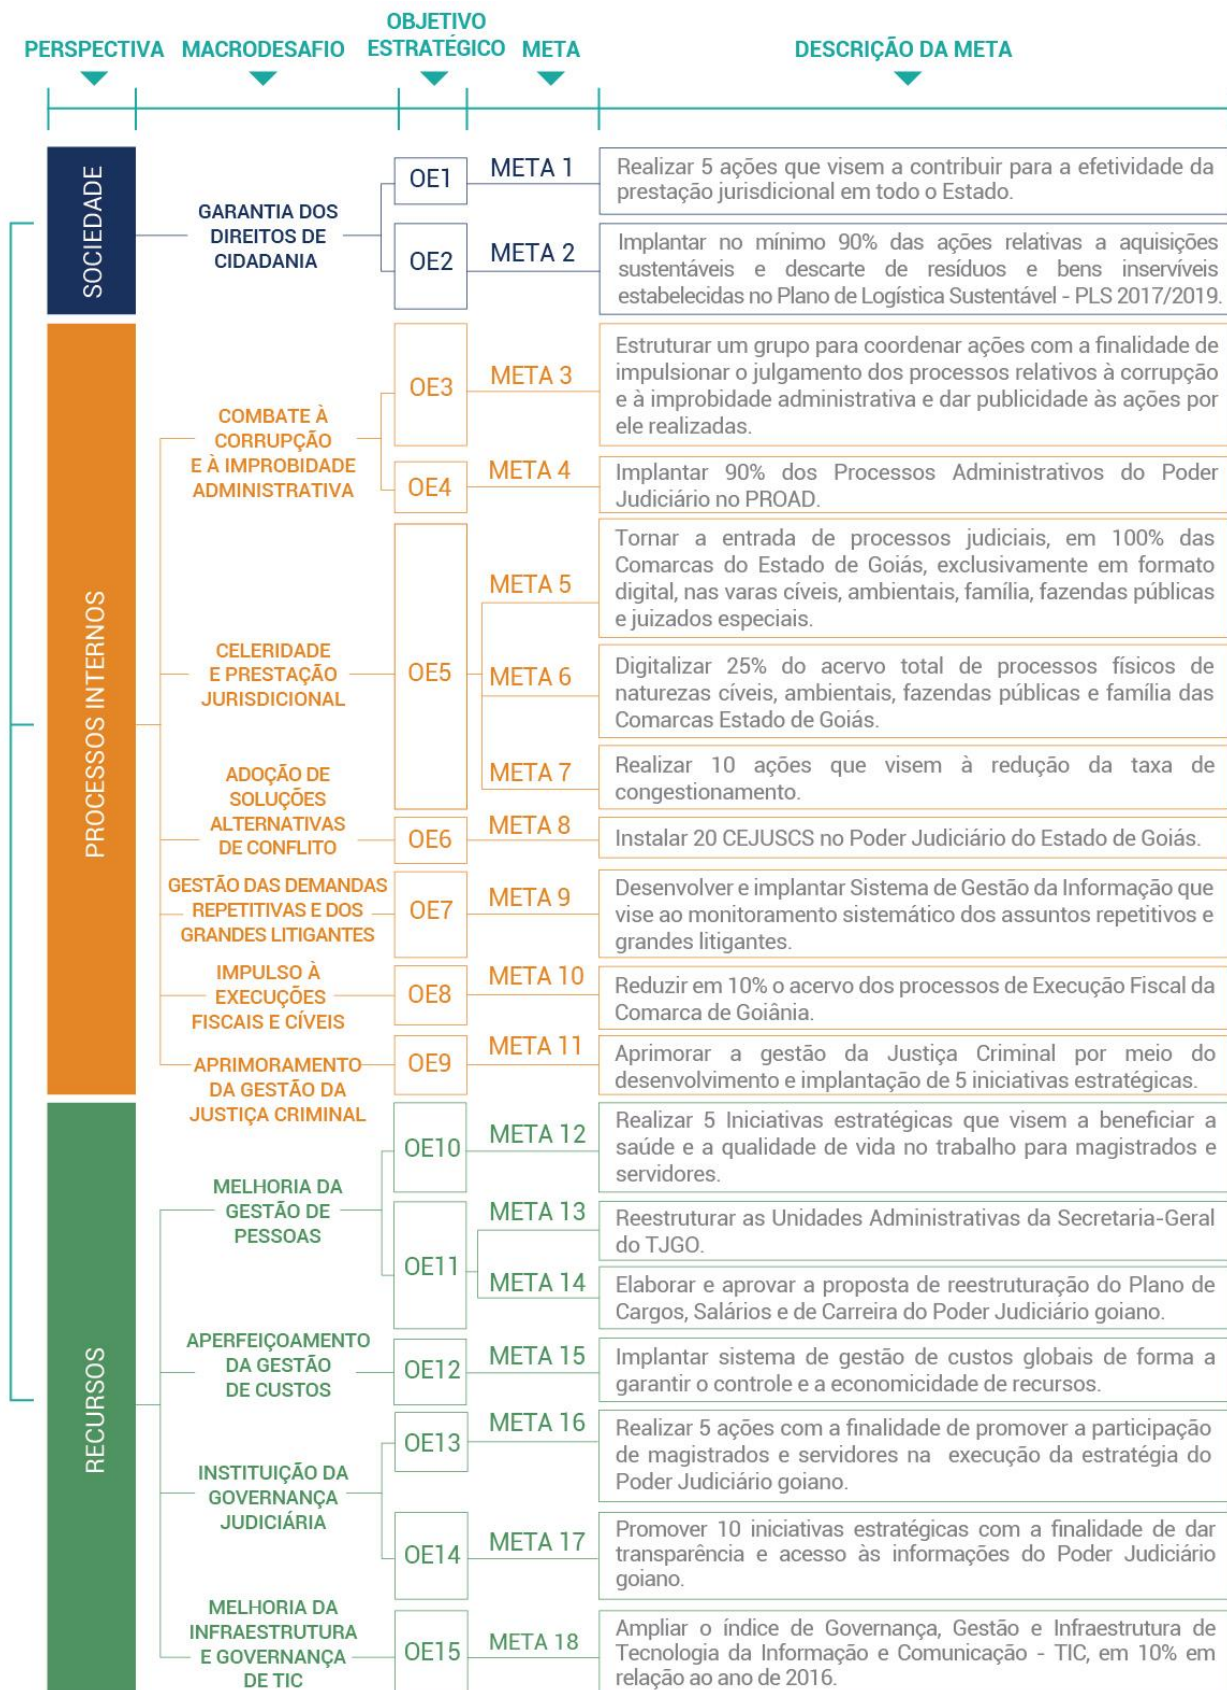 PERSPECTIVA MACRODESAFIO OBJETIVO ESTRATÉGICO META DESCRIÇÃO DA META
SOCIEDADE
GARANTIA DOS
DIREITOS DE
CIDADANIA
OE1
META 1
Realizar 5 ações que visem a contribuir para a efetividade da
prestação jurisdicional em todo o Estado.
OE2
META 2
Implantar no mínimo 90% das ações relativas a aquisições
sustentáveis e descarte de resíduos e bens inservíveis
estabelecidas no Plano de Logística Sustentável - PLS 2017/2019.
PROCESSOS INTERNOS
COMBATE À
CORRUPÇÃO
E À IMPROBIDADE
ADMINISTRATIVA
OE3
META 3
Estruturar um grupo para coordenar ações com a finalidade de
impulsionar o julgamento dos processos relativos à corrupção
e à improbidade administrativa e dar publicidade às ações por
ele realizadas.
OE4
META 4
Implantar 90% dos Processos Administrativos do Poder
Judiciário no PROAD.
CELERIDADE
E PRESTAÇÃO
JURISDICIONAL
OE5
META 5
Tornar a entrada de processos judiciais, em 100% das
Comarcas do Estado de Goiás, exclusivamente em formato
digital, nas varas cíveis, ambientais, família, fazendas públicas
e juizados especiais.
META 6
Digitalizar 25% do acervo total de processos físicos de
naturezas cíveis, ambientais, fazendas públicas e família das
Comarcas Estado de Goiás.
META 7
Realizar 10 ações que visem à redução da taxa de
congestionamento.
ADOÇÃO DE
SOLUÇÕES
ALTERNATIVAS
DE CONFLITO
OE6
META 8
Instalar 20 CEJUSCS no Poder Judiciário do Estado de Goiás.
GESTÃO DAS DEMANDAS
REPETITIVAS E DOS
GRANDES LITIGANTES
OE7
META 9
Desenvolver e implantar Sistema de Gestão da Informação que
vise ao monitoramento sistemático dos assuntos repetitivos e
grandes litigantes.
IMPULSO À
EXECUÇÕES
FISCAIS E CÍVEIS
OE8
META 10
Reduzir em 10% o acervo dos processos de Execução Fiscal da
Comarca de Goiânia.
APRIMORAMENTO
DA GESTÃO DA
JUSTIÇA CRIMINAL
OE9
META 11
Aprimorar a gestão da Justiça Criminal por meio do
desenvolvimento e implantação de 5 iniciativas estratégicas.
RECURSOS
MELHORIA DA
GESTÃO DE
PESSOAS
OE10
META 12
Realizar 5 Iniciativas estratégicas que visem a beneficiar a
saúde e a qualidade de vida no trabalho para magistrados e
servidores.
OE11
META 13
Reestruturar as Unidades Administrativas da Secretaria-Geral
do TJGO.
META 14
Elaborar e aprovar a proposta de reestruturação do Plano de
Cargos, Salários e de Carreira do Poder Judiciário goiano.
APERFEIÇOAMENTO
DA GESTÃO
DE CUSTOS
OE12
META 15
Implantar sistema de gestão de custos globais de forma a
garantir o controle e a economicidade de recursos.
INSTITUIÇÃO DA
GOVERNANÇA
JUDICIÁRIA
OE13
META 16
Realizar 5 ações com a finalidade de promover a participação
de magistrados e servidores na execução da estratégia do
Poder Judiciário goiano.
OE14
META 17
Promover 10 iniciativas estratégicas com a finalidade de dar
transparência e acesso às informações do Poder Judiciário
goiano.
MELHORIA DA
INFRAESTRUTURA
E GOVERNANÇA
DE TIC
OE15
META 18
Ampliar o índice de Governança, Gestão e Infraestrutura de
Tecnologia da Informação e Comunicação - TIC, em 10% em
relação ao ano de 2016.